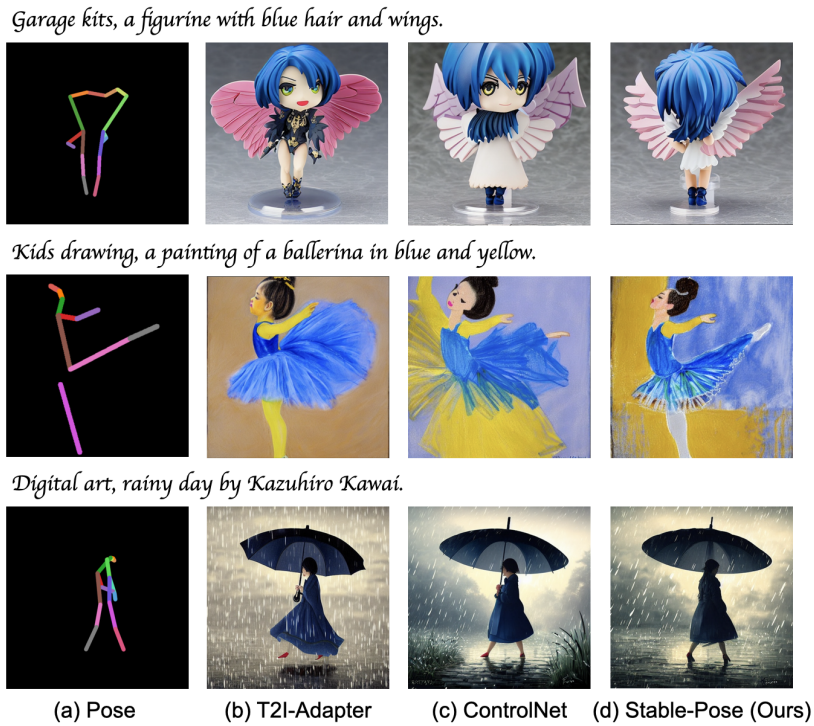 Garage kits, a figurine with blue hair and wings.
Kids drawing, a painting of a ballerina in blue and yellow.
Digital art, rainy day by Kazuhiro Kawai.
(a) Pose (b) T2I-Adapter (c) ControlNet (d) Stable-Pose (Ours)